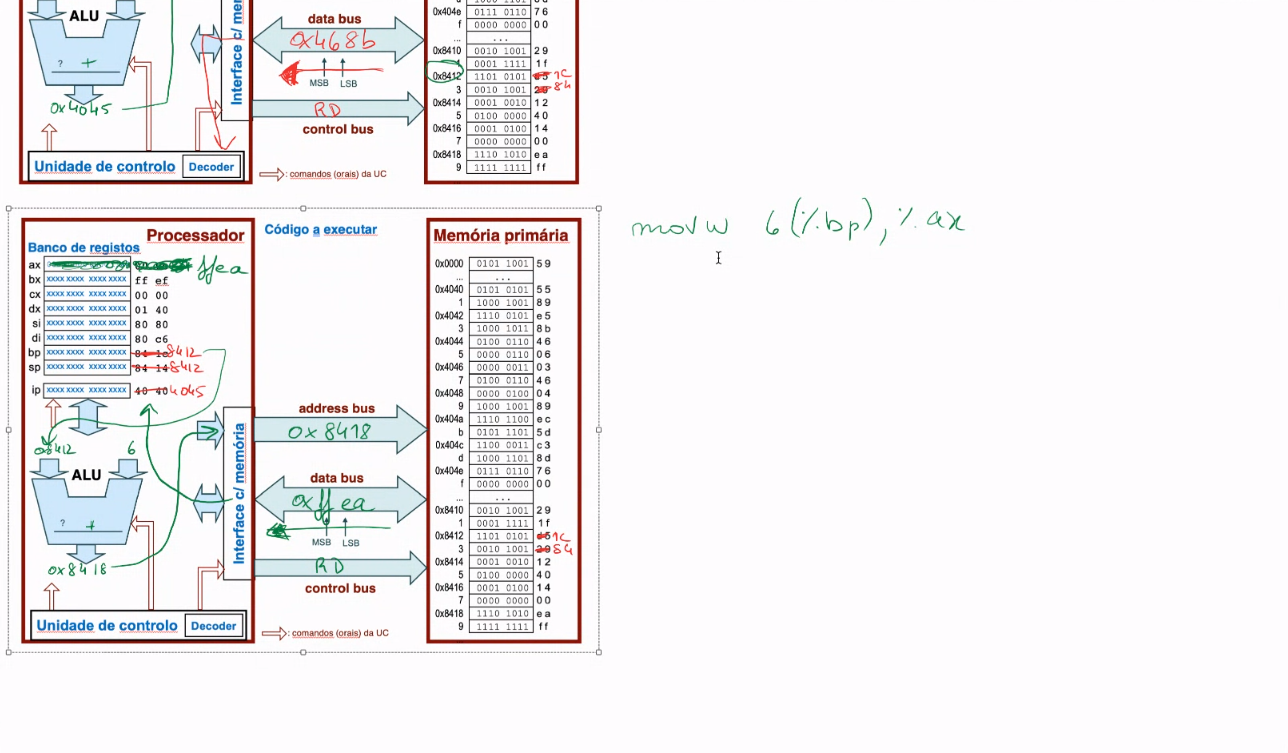 0x404e 0111 0110 76
f 0000 0000 00
... ...
0x8410 0010 1001 29
1 0001 1111 1f
0x8412 1101 0101 d5 1C
3 0010 1001 29 84
0x8414 0001 0010 12
5 0100 0000 40
0x8416 0001 0100 14
7 0000 0000 00
0x8418 1110 1010 ea
9 1111 1111 ff
ALU
? +
0x4045
Interface c/ mem
data bus
0x468b
MSB LSB
RD
control bus
Unidade de controlo Decoder
: comandos (orais) da UC
Processador
Código a executar
Memória primária
Banco de registos
ax ffea
bx xxxx xxxx xxxx xxxx ff ef
cx xxxx xxxx xxxx xxxx 00 00
dx xxxx xxxx xxxx xxxx 01 40
si xxxx xxxx xxxx xxxx 80 80
di xxxx xxxx xxxx xxxx 80 c6
bp xxxx xxxx xxxx xxxx 84 1c 8412
sp xxxx xxxx xxxx xxxx 84 14 8412
ip xxxx xxxx xxxx xxxx 40 40 4045
0x8412 6
ALU
? +
0x8418
Interface c/ memória
address bus
0x8418
data bus
0xffea
MSB LSB
RD
control bus
Unidade de controlo Decoder
: comandos (orais) da UC
0x0000 0101 1001 59
... ...
0x4040 0101 0101 55
1 1000 1001 89
0x4042 1110 0101 e5
3 1000 1011 8b
0x4044 0100 0110 46
5 0000 0110 06
0x4046 0000 0011 03
7 0100 0110 46
0x4048 0000 0100 04
9 1000 1001 89
0x404a 1110 1100 ec
b 0101 1101 5d
0x404c 1100 0011 c3
d 1000 1101 8d
0x404e 0111 0110 76
f 0000 0000 00
... ...
0x8410 0010 1001 29
1 0001 1111 1f
0x8412 1101 0101 d5 1C
3 0010 1001 29 84
0x8414 0001 0010 12
5 0100 0000 40
0x8416 0001 0100 14
7 0000 0000 00
0x8418 1110 1010 ea
9 1111 1111 ff
movw 6(%bp), %ax